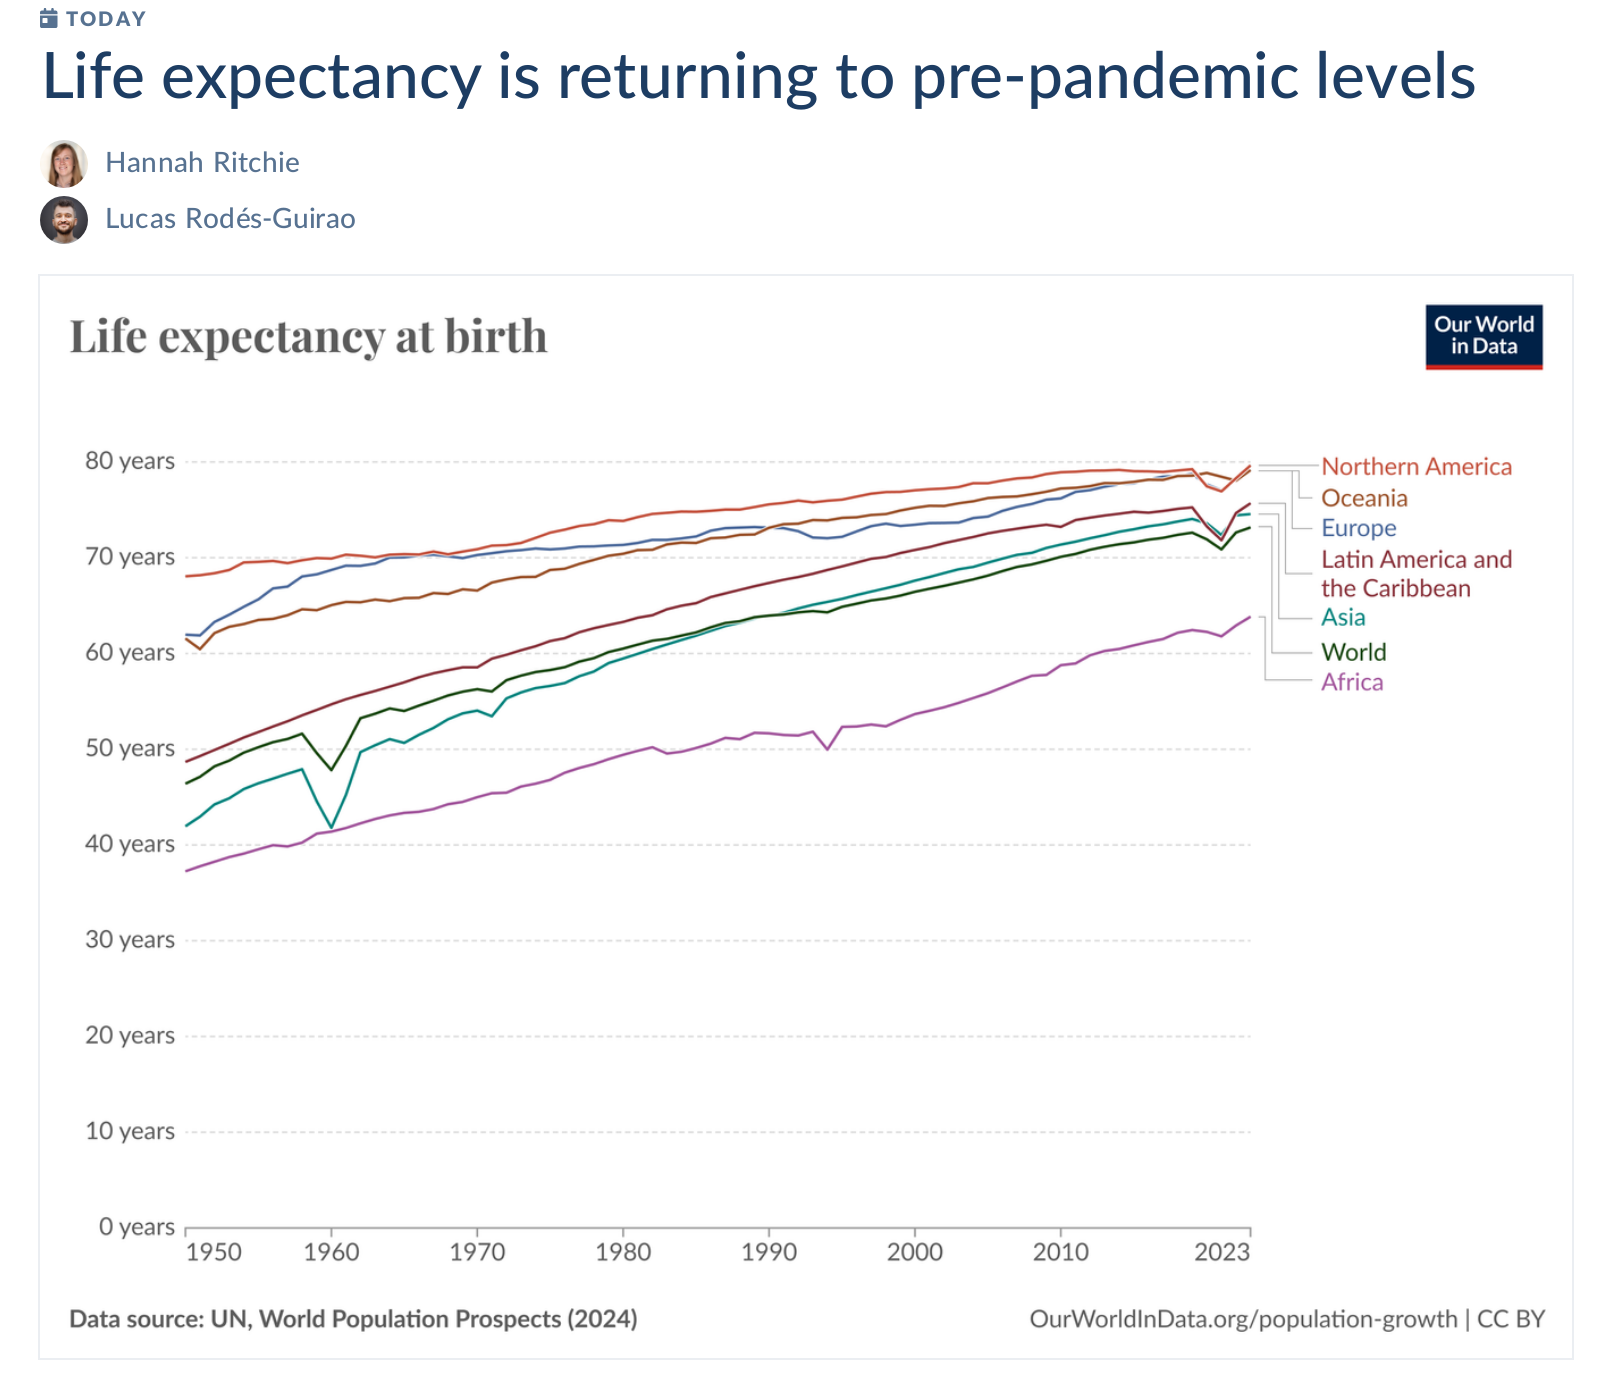 TODAY
Life expectancy is returning to pre-pandemic levels
Hannah Ritchie
Lucas Rodés-Guirao
Life expectancy at birth
Our World
in Data
80 years
70 years
60 years
50 years
40 years
30 years
20 years
10 years
0 years
1950
1960
1970
1980
1990
2000
2010
2023
Northern America
Oceania
Europe
Latin America and
the Caribbean
Asia
World
Africa
Data source: UN, World Population Prospects (2024)
OurWorldInData.org/population-growth | CC BY